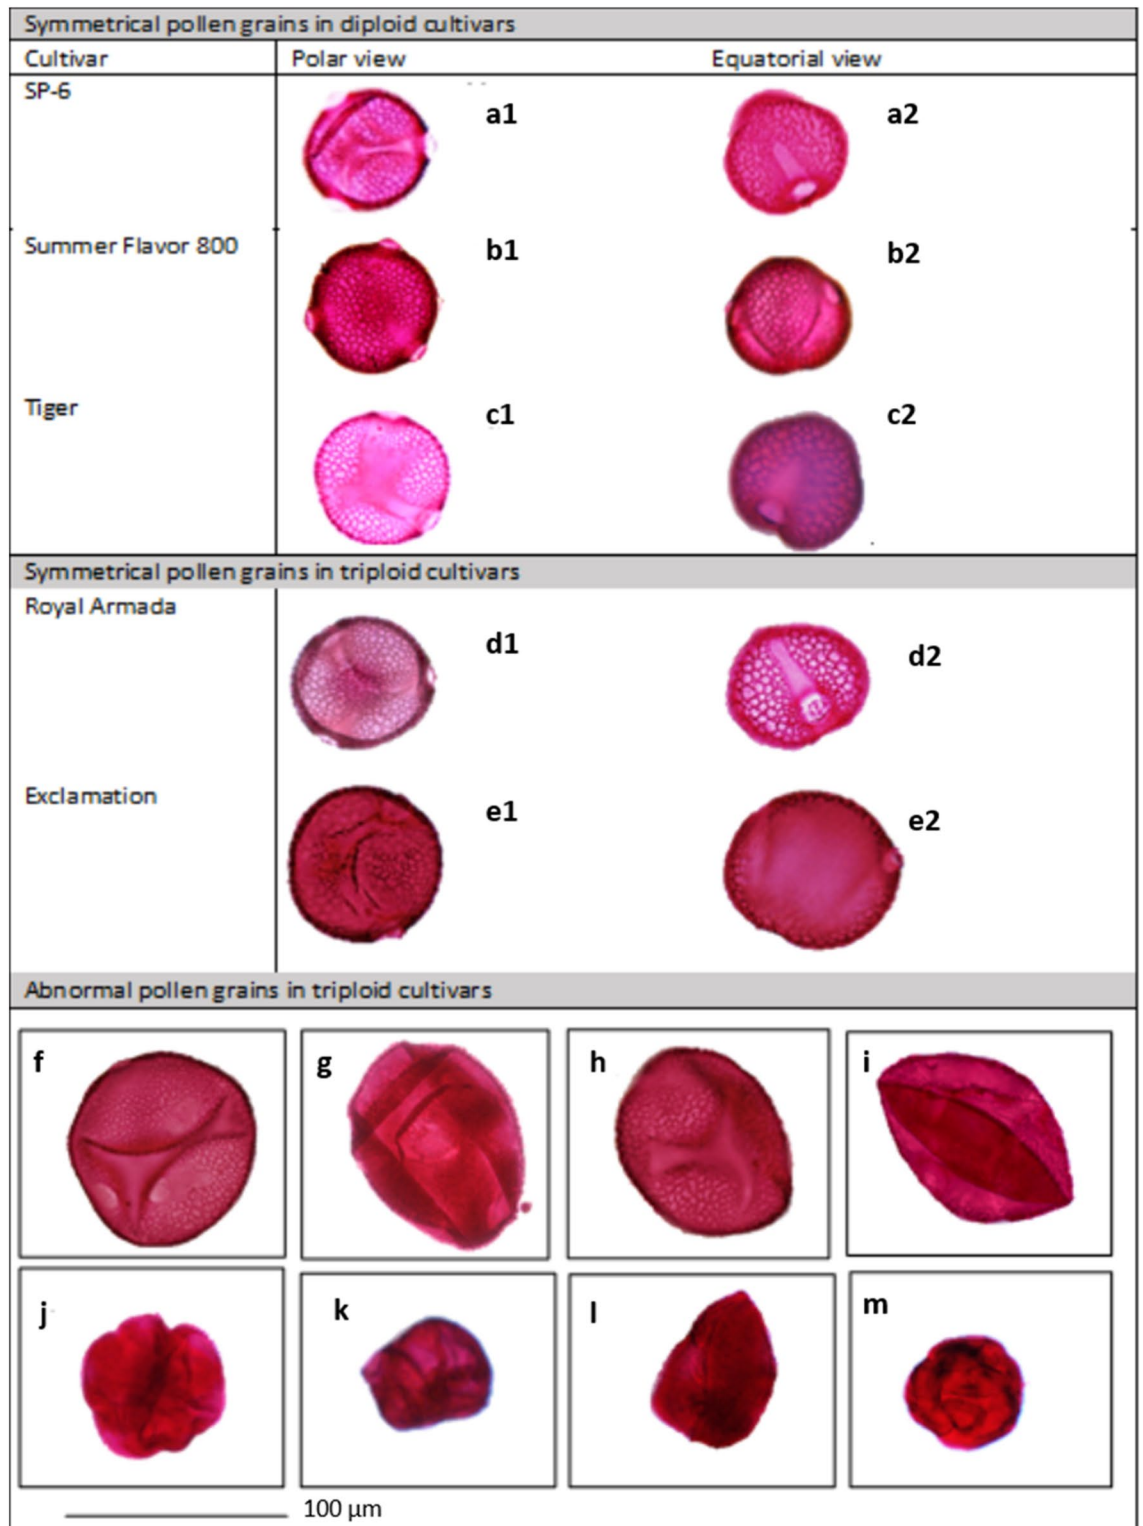 Symmetrical pollen grains in diploid cultivars
Cultivar Polar view Equatorial view
SP-6 a1 a2
Summer Flavor 800 b1 b2
Tiger c1 c2
Symmetrical pollen grains in triploid cultivars
Royal Armada d1 d2
Exclamation e1 e2
Abnormal pollen grains in triploid cultivars
f g h i
j k l m
100 µm